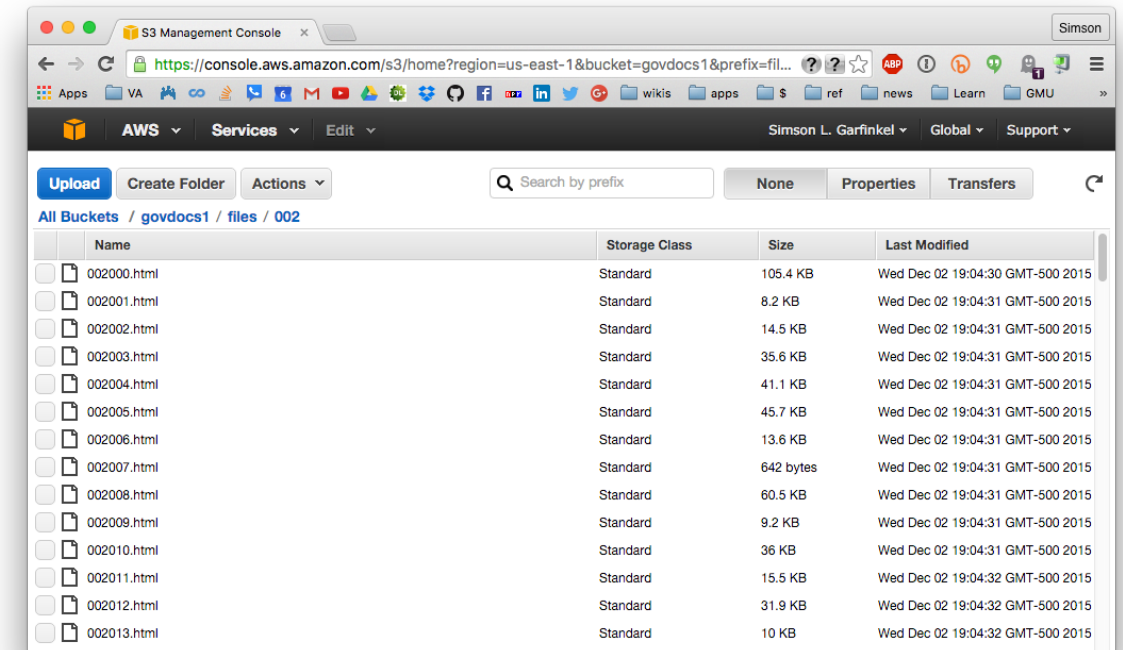 S3 Management Console
Simson
https://console.aws.amazon.com/s3/home?region=us-east-1&bucket=govdocs1&prefix=fil...
Apps VA 6 wikis apps $ ref news Learn GMU »
AWS Services Edit Simson L. Garfinkel Global Support
Upload Create Folder Actions Search by prefix None Properties Transfers
All Buckets / govdocs1 / files / 002
Name Storage Class Size Last Modified
002000.html Standard 105.4 KB Wed Dec 02 19:04:30 GMT-500 2015
002001.html Standard 8.2 KB Wed Dec 02 19:04:31 GMT-500 2015
002002.html Standard 14.5 KB Wed Dec 02 19:04:31 GMT-500 2015
002003.html Standard 35.6 KB Wed Dec 02 19:04:31 GMT-500 2015
002004.html Standard 41.1 KB Wed Dec 02 19:04:31 GMT-500 2015
002005.html Standard 45.7 KB Wed Dec 02 19:04:31 GMT-500 2015
002006.html Standard 13.6 KB Wed Dec 02 19:04:31 GMT-500 2015
002007.html Standard 642 bytes Wed Dec 02 19:04:31 GMT-500 2015
002008.html Standard 60.5 KB Wed Dec 02 19:04:31 GMT-500 2015
002009.html Standard 9.2 KB Wed Dec 02 19:04:31 GMT-500 2015
002010.html Standard 36 KB Wed Dec 02 19:04:31 GMT-500 2015
002011.html Standard 15.5 KB Wed Dec 02 19:04:32 GMT-500 2015
002012.html Standard 31.9 KB Wed Dec 02 19:04:32 GMT-500 2015
002013.html Standard 10 KB Wed Dec 02 19:04:32 GMT-500 2015